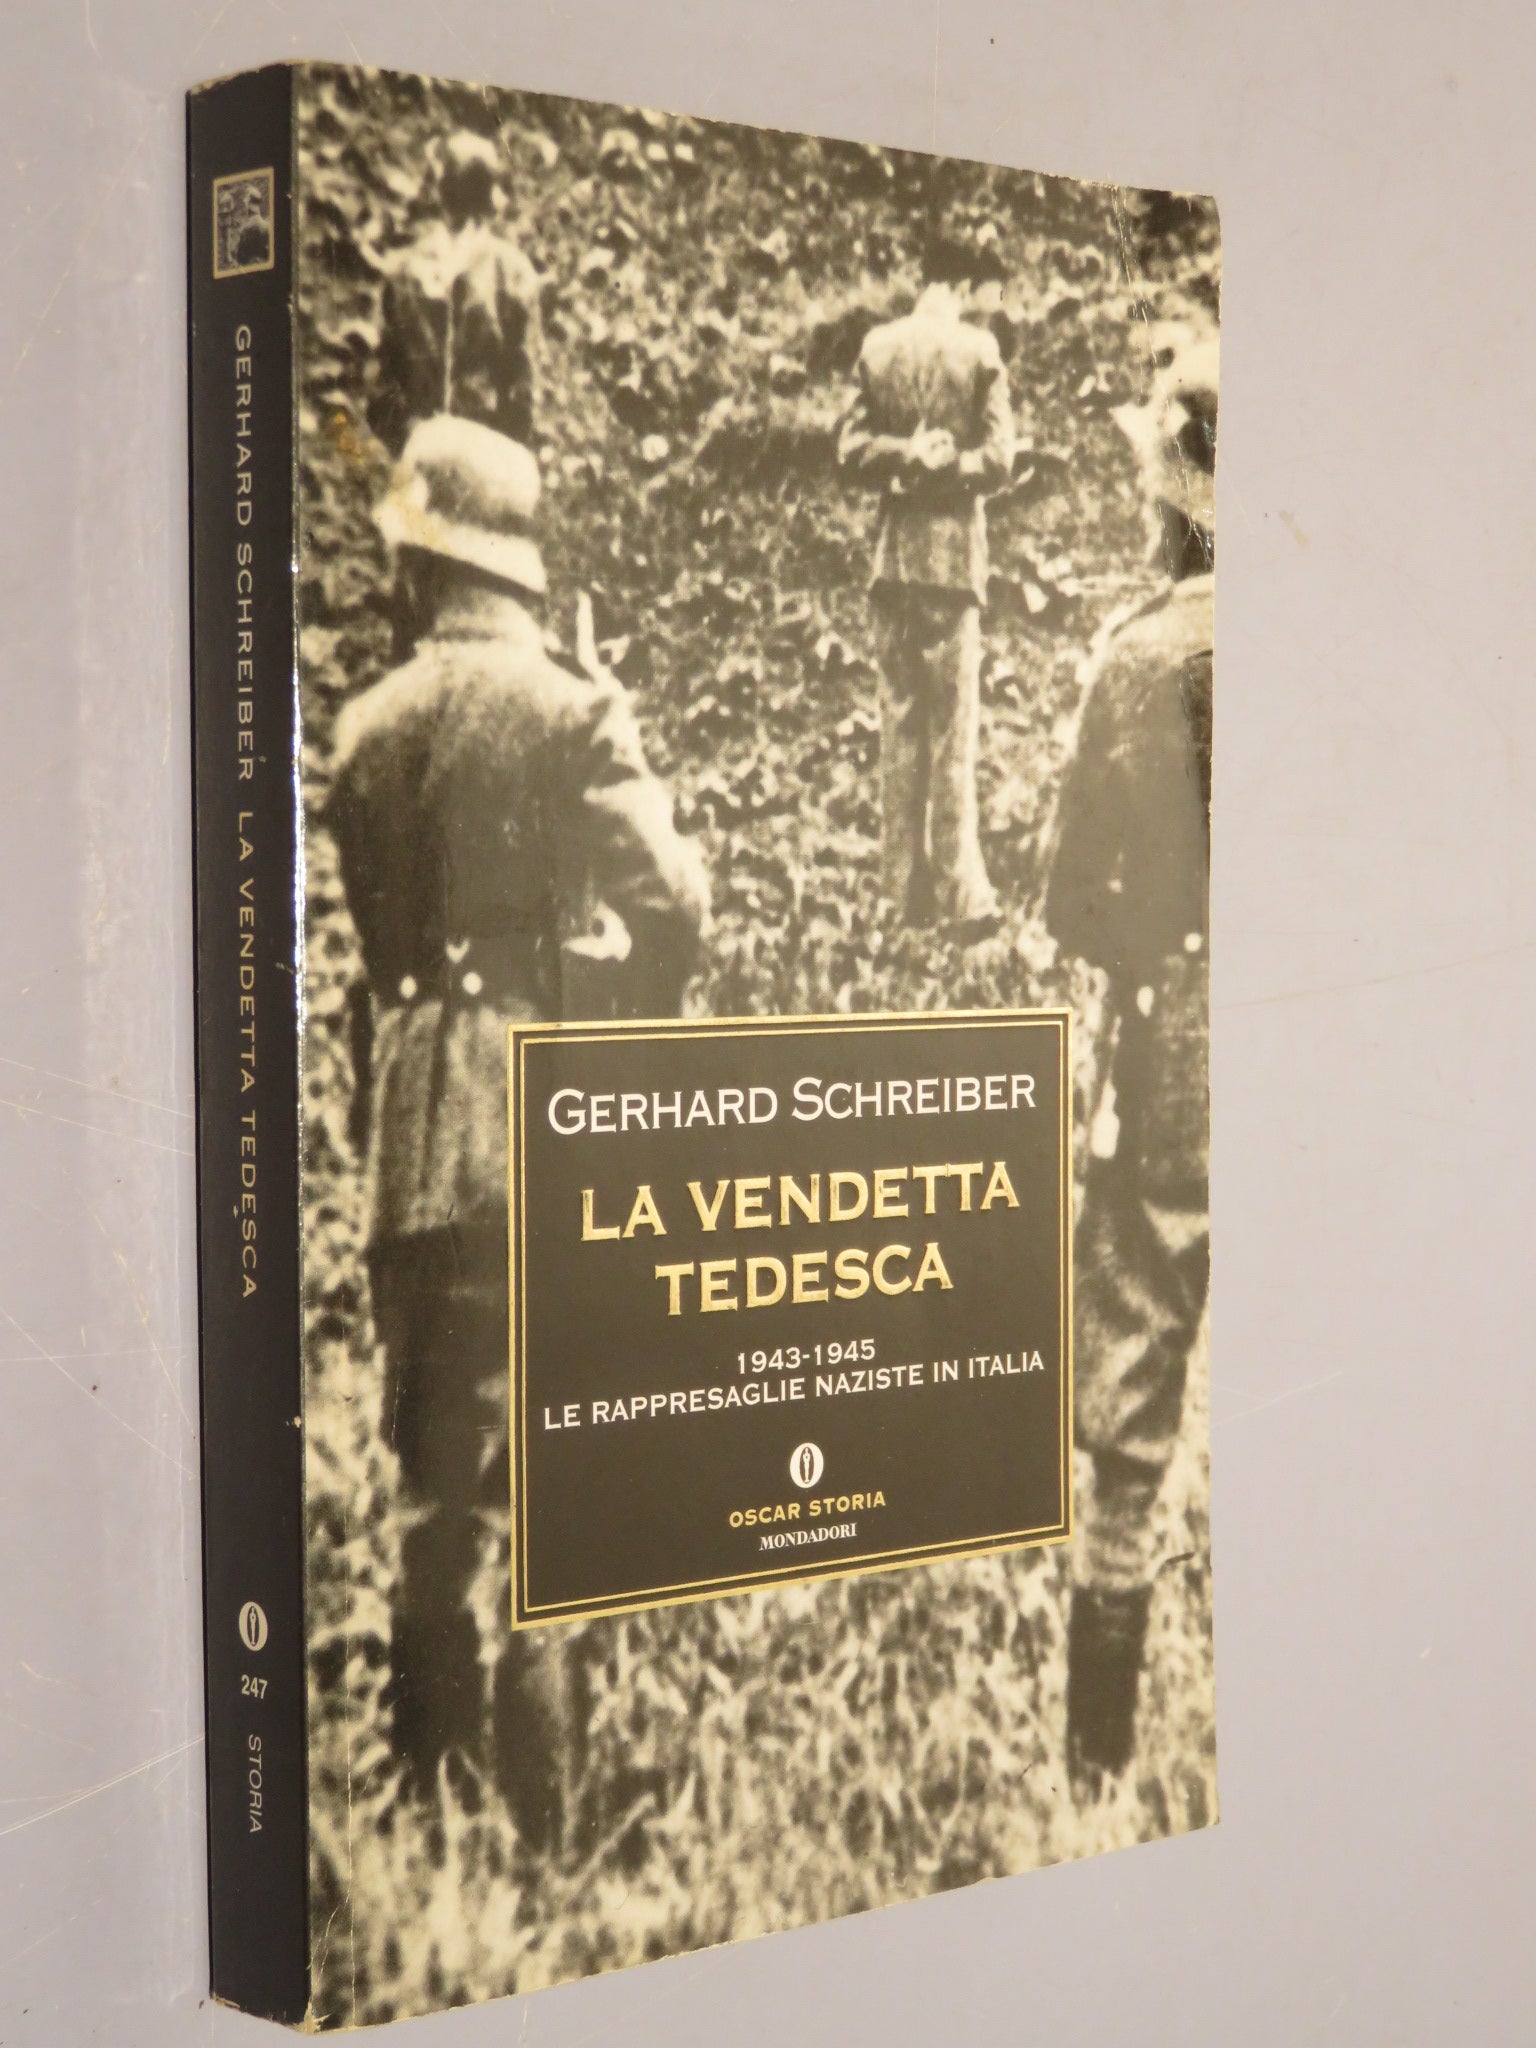 GERHARD SCHREIBER LA VENDETTA TEDESCA
247
STORIA
GERHARD SCHREIBER
LA VENDETTA
TEDESCA
1943-1945
LE RAPPRESAGLIE NAZISTE IN ITALIA
OSCAR STORIA
MONDADORI